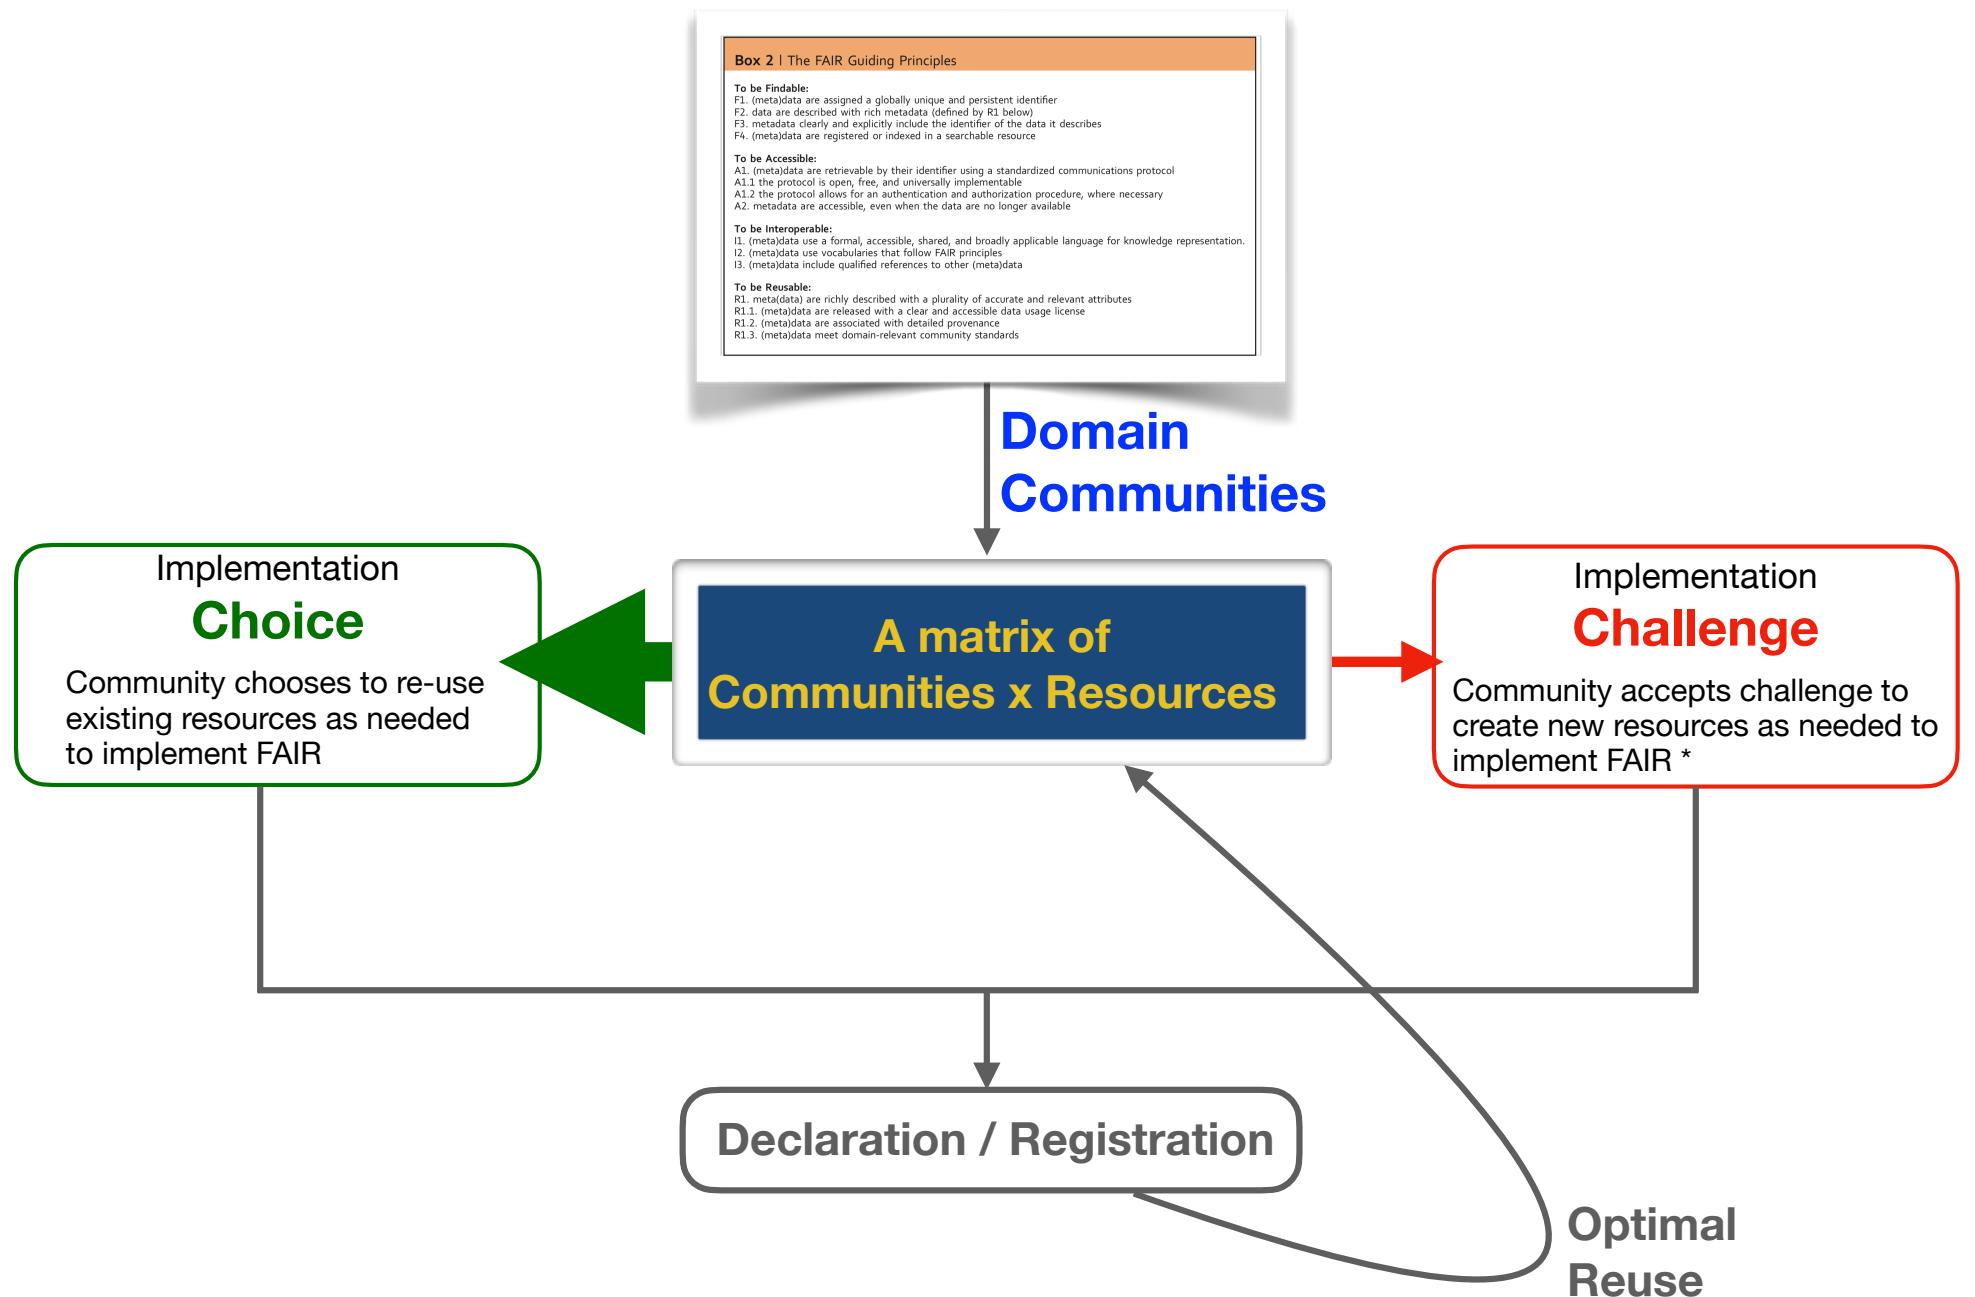 Box 2 | The FAIR Guiding Principles
To be Findable:
F1. (meta)data are assigned a globally unique and persistent identifier
F2. data are described with rich metadata (defined by R1 below)
F3. metadata clearly and explicitly include the identifier of the data it describes
F4. (meta)data are registered or indexed in a searchable resource
To be Accessible:
A1. (meta)data are retrievable by their identifier using a standardized communications protocol
A1.1 the protocol is open, free, and universally implementable
A1.2 the protocol allows for an authentication and authorization procedure, where necessary
A2. metadata are accessible, even when the data are no longer available
To be Interoperable:
I1. (meta)data use a formal, accessible, shared, and broadly applicable language for knowledge representation.
I2. (meta)data use vocabularies that follow FAIR principles
I3. (meta)data include qualified references to other (meta)data
To be Reusable:
R1. meta(data) are richly described with a plurality of accurate and relevant attributes
R1.1. (meta)data are released with a clear and accessible data usage license
R1.2. (meta)data are associated with detailed provenance
R1.3. (meta)data meet domain-relevant community standards
Domain
Communities
Implementation
Choice
Community chooses to re-use
existing resources as needed
to implement FAIR
A matrix of
Communities x Resources
Implementation
Challenge
Community accepts challenge to
create new resources as needed to
implement FAIR *
Declaration / Registration
Optimal
Reuse